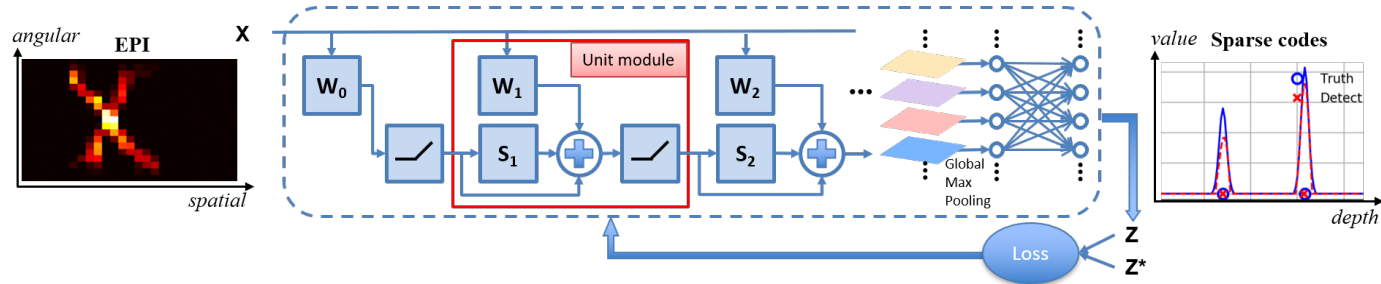 angular
EPI
spatial
X
W0
W1
W2
Unit module
S1
S2
Global
Max
Pooling
Loss
Z
Z*
value
Sparse codes
Truth
Detect
depth